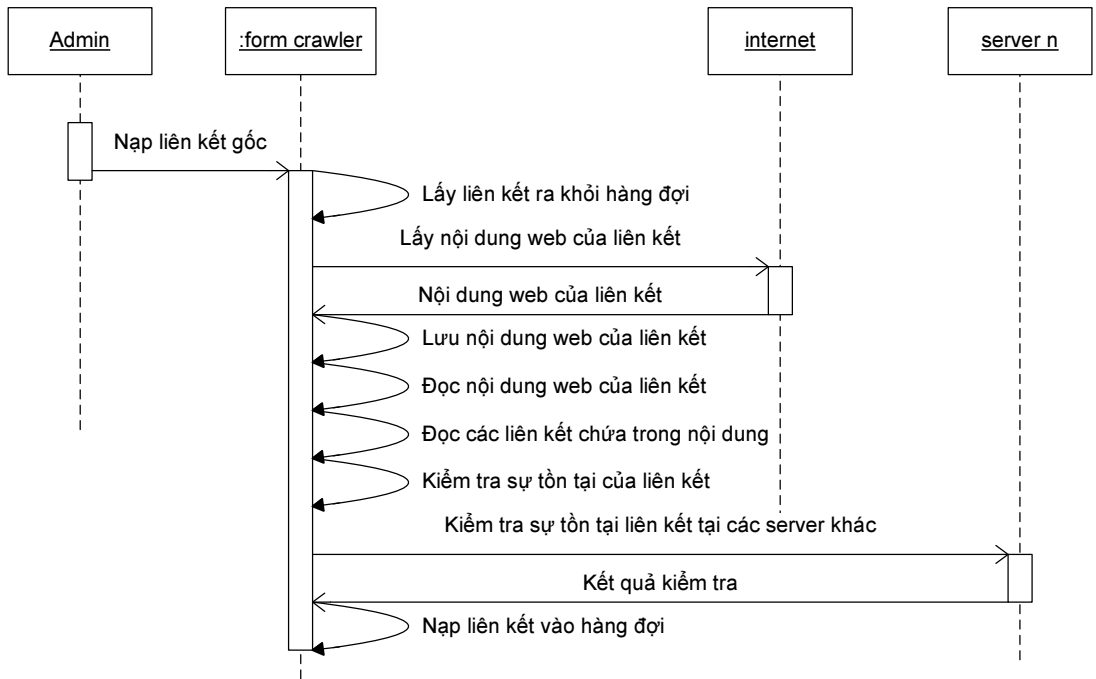 Admin
:form crawler
internet
server n
Nạp liên kết gốc
Lấy liên kết ra khỏi hàng đợi
Lấy nội dung web của liên kết
Nội dung web của liên kết
Lưu nội dung web của liên kết
Đọc nội dung web của liên kết
Đọc các liên kết chứa trong nội dung
Kiểm tra sự tồn tại của liên kết
Kiểm tra sự tồn tại liên kết tại các server khác
Kết quả kiểm tra
Nạp liên kết vào hàng đợi